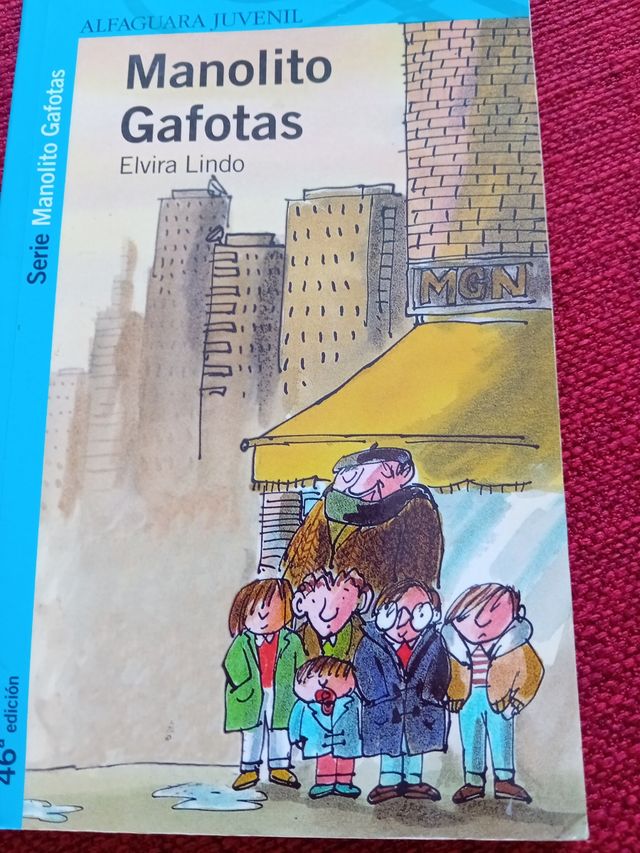 ALFAGUARA JUVENIL
Manolito
Gafotas
Elvira Lindo
Serie Manolito Gafotas
MGN
46ª edición